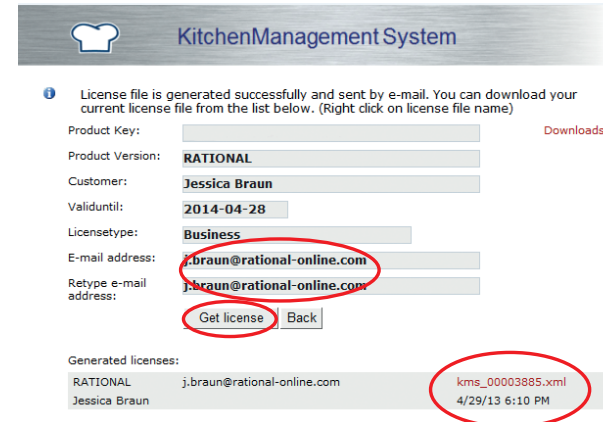 KitchenManagement System
License file is generated successfully and sent by e-mail. You can download your
current license file from the list below. (Right click on license file name)
Product Key:
Downloads
Product Version: RATIONAL
Customer: Jessica Braun
Validuntil: 2014-04-28
Licensetype: Business
E-mail address: j.braun@rational-online.com
Retype e-mail
address: j.braun@rational-online.com
Get license Back
Generated licenses:
RATIONAL j.braun@rational-online.com kms_00003885.xml
Jessica Braun 4/29/13 6:10 PM